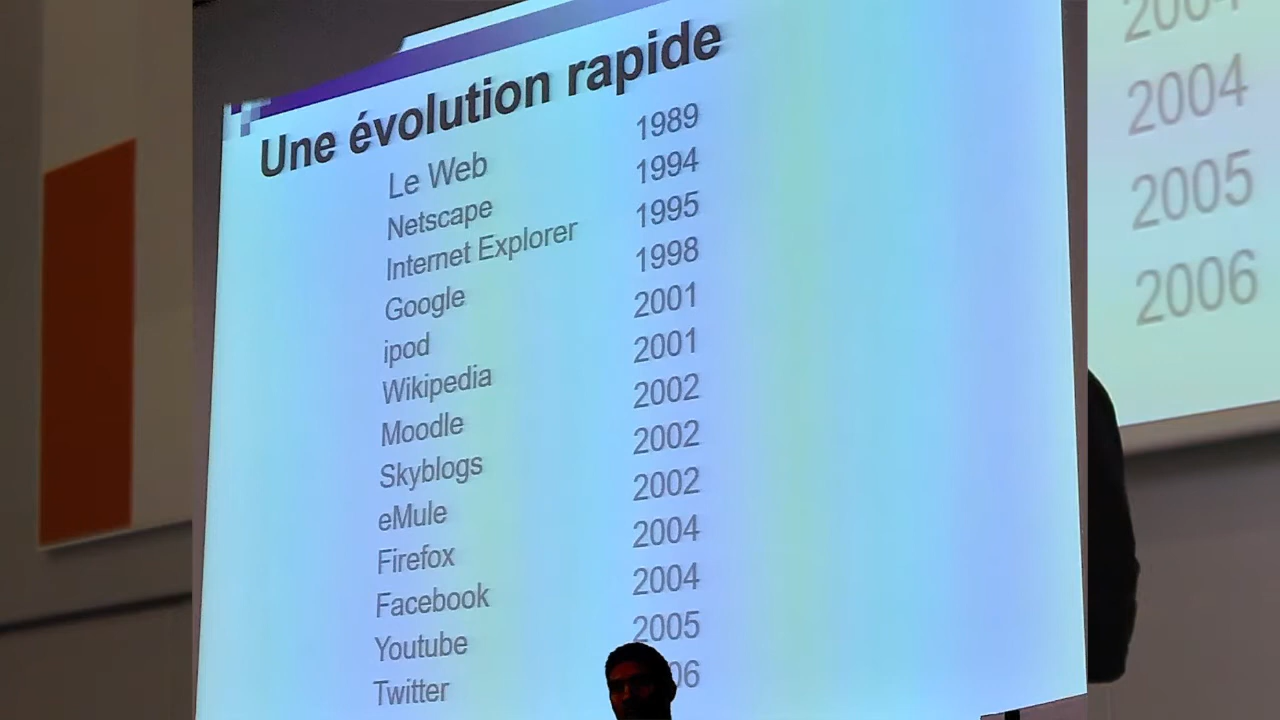 Une évolution rapide
Le Web 1989
Netscape 1994
Internet Explorer 1995
Google 1998
ipod 2001
Wikipedia 2001
Moodle 2002
Skyblogs 2002
eMule 2002
Firefox 2004
Facebook 2004
Youtube 2005
Twitter 06
2004
2005
2006